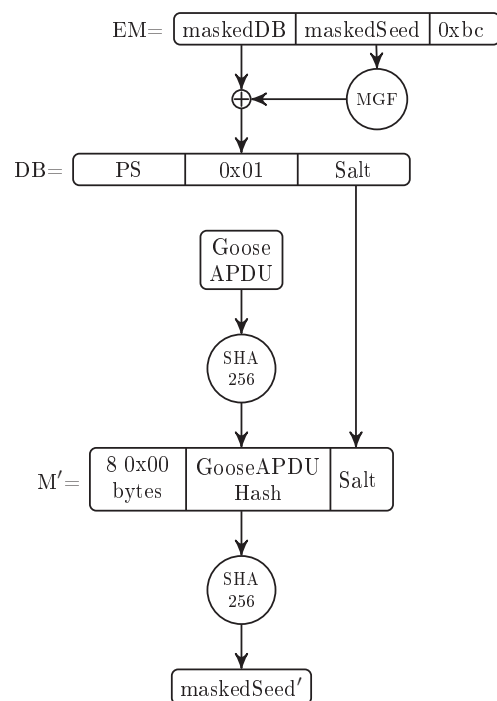 EM= maskedDB maskedSeed 0xbc
MGF
DB= PS 0x01 Salt
Goose
APDU
SHA
256
M′= 8 0x00 bytes GooseAPDU Hash Salt
SHA
256
maskedSeed′